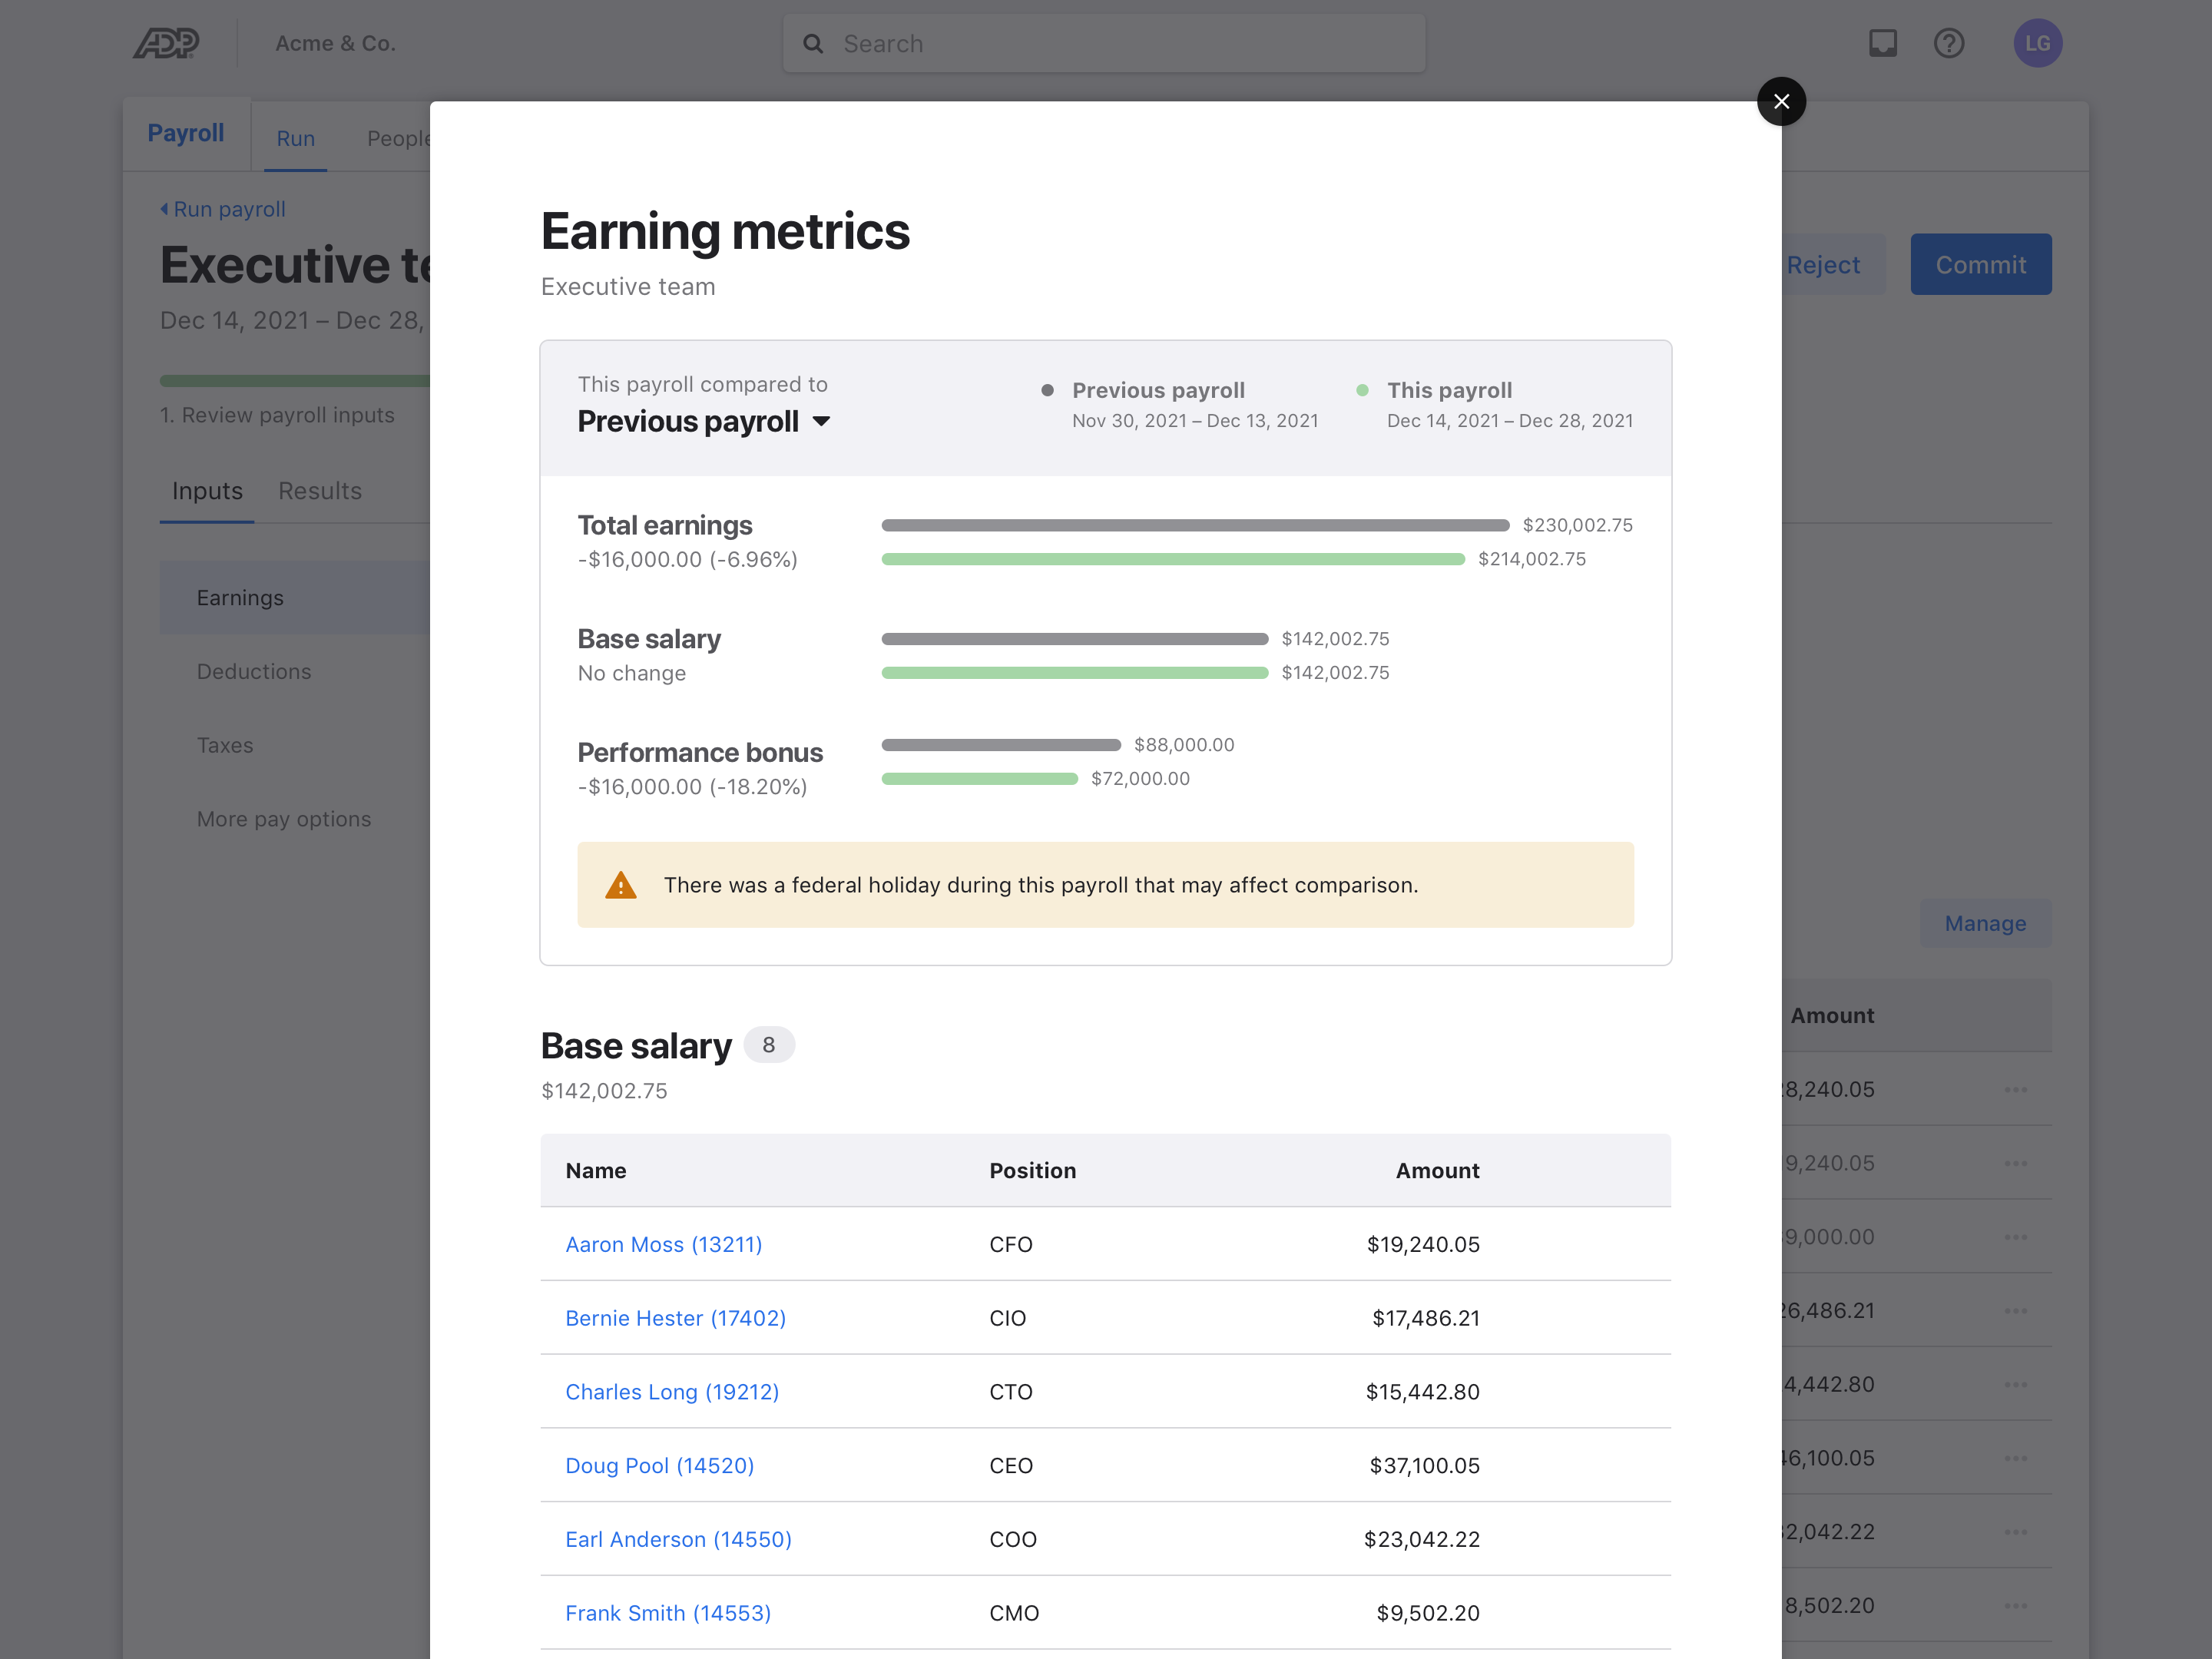 ADP
Acme & Co.
Search
LG
Payroll
Run
People
Run payroll
Executive
Dec 14, 2021 – Dec 28,
Reject
Commit
1. Review payroll inputs
Inputs
Results
Earnings
Deductions
Taxes
More pay options
Earning metrics
Executive team
This payroll compared to
Previous payroll
Previous payroll
Nov 30, 2021 – Dec 13, 2021
This payroll
Dec 14, 2021 – Dec 28, 2021
Total earnings
-$16,000.00 (-6.96%)
$230,002.75
$214,002.75
Base salary
No change
$142,002.75
$142,002.75
Performance bonus
-$16,000.00 (-18.20%)
$88,000.00
$72,000.00
There was a federal holiday during this payroll that may affect comparison.
Base salary 8
$142,002.75
Name Position Amount
Aaron Moss (13211) CFO $19,240.05
Bernie Hester (17402) CIO $17,486.21
Charles Long (19212) CTO $15,442.80
Doug Pool (14520) CEO $37,100.05
Earl Anderson (14550) COO $23,042.22
Frank Smith (14553) CMO $9,502.20
Manage
Amount
8,240.05
9,240.05
9,000.00
26,486.21
4,442.80
46,100.05
2,042.22
8,502.20